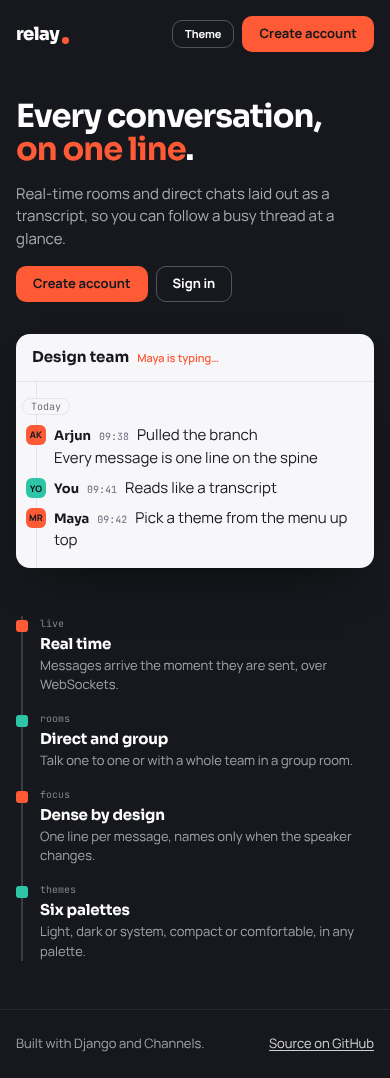 relay
Theme
Create account
Every conversation,
on one line.
Real-time rooms and direct chats laid out as a
transcript, so you can follow a busy thread at a
glance.
Create account
Sign in
Design team Maya is typing…
Today
AK Arjun 09:38 Pulled the branch
Every message is one line on the spine
YO You 09:41 Reads like a transcript
MR Maya 09:42 Pick a theme from the menu up
top
live
Real time
Messages arrive the moment they are sent, over
WebSockets.
rooms
Direct and group
Talk one to one or with a whole team in a group room.
focus
Dense by design
One line per message, names only when the speaker
changes.
themes
Six palettes
Light, dark or system, compact or comfortable, in any
palette.
Built with Django and Channels.
Source on GitHub